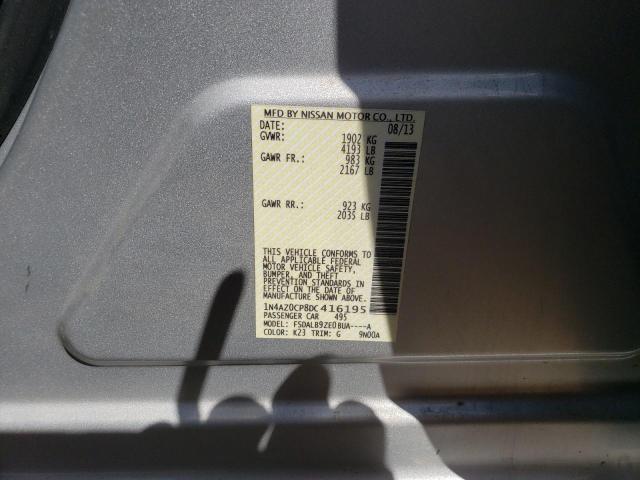 MFD BY NISSAN MOTOR CO., LTD.
DATE: 08/13
GVWR: 1902 KG
4193 LB
GAWR FR.: 983 KG
2167 LB
GAWR RR.: 923 KG
2035 LB
THIS VEHICLE CONFORMS TO
ALL APPLICABLE FEDERAL
MOTOR VEHICLE SAFETY,
BUMPER, AND THEFT
PREVENTION STANDARDS IN
EFFECT ON THE DATE OF
MANUFACTURE SHOWN ABOVE.
1N4AZ0CP8DC416195
PASSENGER CAR 495
MODEL: FSDALB9ZE0BUA----A
COLOR: K23 TRIM: G 9N00A